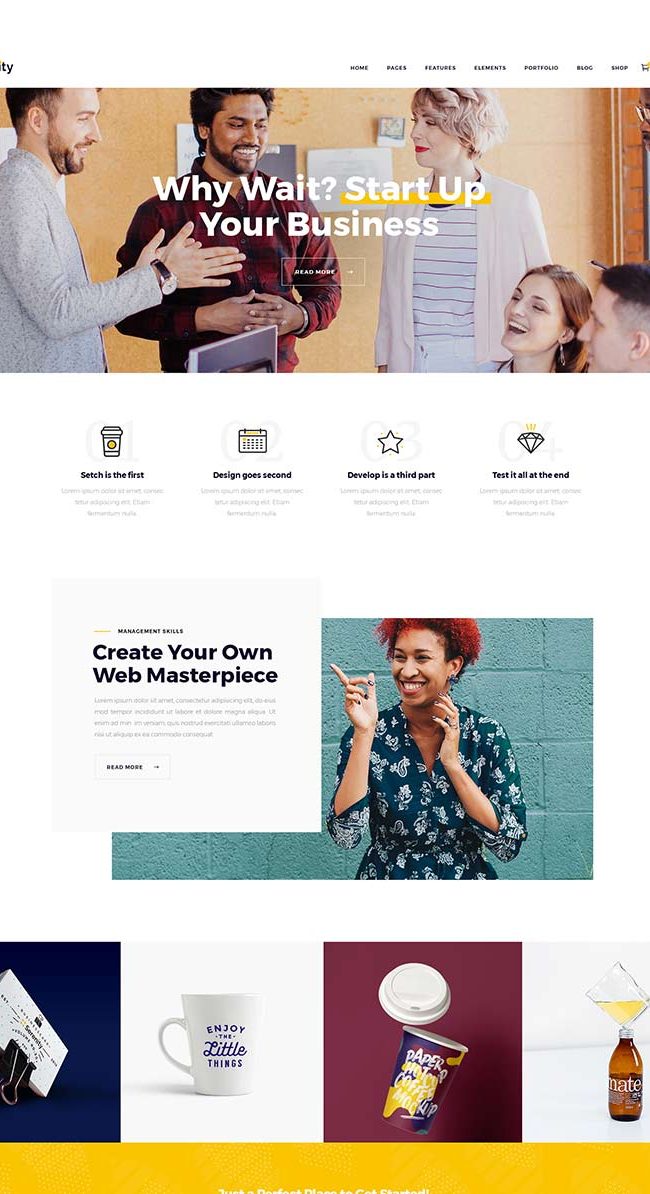 ity
HOME PAGES FEATURES ELEMENTS PORTFOLIO BLOG SHOP
Why Wait? Start Up
Your Business
READ MORE →
01 02 03 04
Setch is the first
Lorem ipsum dolor sit amet, consec
tetur adipiscing elit. Etiam
fermentum nulla.
Design goes second
Lorem ipsum dolor sit amet, consec
tetur adipiscing elit. Etiam
fermentum nulla.
Develop is a third part
Lorem ipsum dolor sit amet, consec
tetur adipiscing elit. Etiam
fermentum nulla.
Test it all at the end
Lorem ipsum dolor sit amet, consec
tetur adipiscing elit. Etiam
fermentum nulla.
MANAGEMENT SKILLS
Create Your Own
Web Masterpiece
Lorem ipsum dolor sit amet, consectetur adipiscing elit, do eius
mod tempor incididunt ut labore et dolore magna aliqua. Ut
enim ad min im veniam, quis nostrud exercitati ullamco laboris
nisi ut aliquip ex ea commodo consequat.
READ MORE →
Serenity
ENJOY
THE
Little
THINGS
PAPER
HOT CUP
COFFEE
MOCKUP
mate
Just a Perfect Place to Get Started!